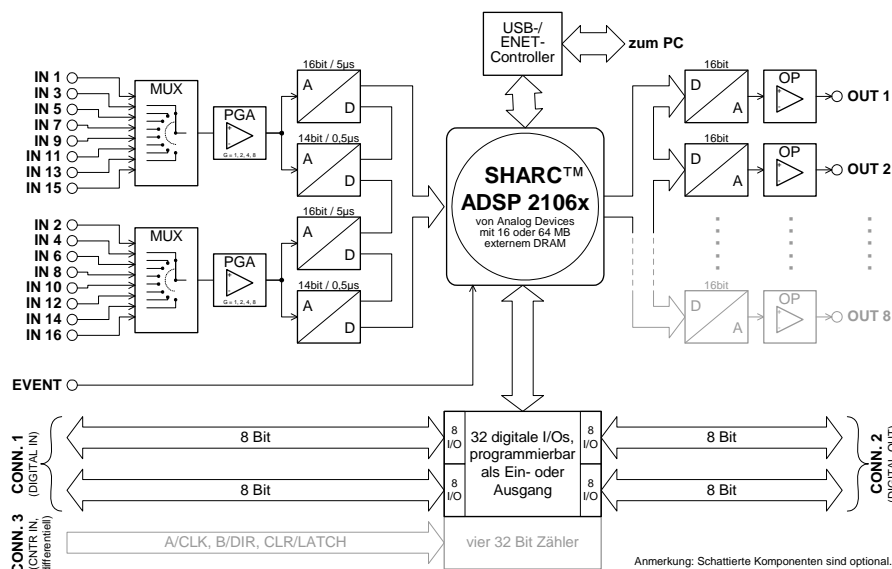 USB-/
ENET-
Controller
zum PC
IN 1
IN 3
IN 5
IN 7
IN 9
IN 11
IN 13
IN 15
MUX
PGA
G = 1, 2, 4, 8
16bit / 5µs
A
D
14bit / 0,5µs
A
D
IN 2
IN 4
IN 6
IN 8
IN 10
IN 12
IN 14
IN 16
MUX
PGA
G = 1, 2, 4, 8
16bit / 5µs
A
D
14bit / 0,5µs
A
D
SHARC™
ADSP 2106x
von Analog Devices
mit 16 oder 64 MB
externem DRAM
16bit
D
A
OP
OUT 1
16bit
D
A
OP
OUT 2
16bit
D
A
OP
OUT 8
EVENT
CONN. 1
(DIGITAL IN)
8 Bit
8 Bit
8
I/O
8
I/O
32 digitale I/Os,
programmierbar
als Ein- oder
Ausgang
8
I/O
8
I/O
8 Bit
8 Bit
CONN. 2
(DIGITAL OUT)
CONN. 3
(CNTR IN,
differentiell)
A/CLK, B/DIR, CLR/LATCH
vier 32 Bit Zähler
Anmerkung: Schattierte Komponenten sind optional.